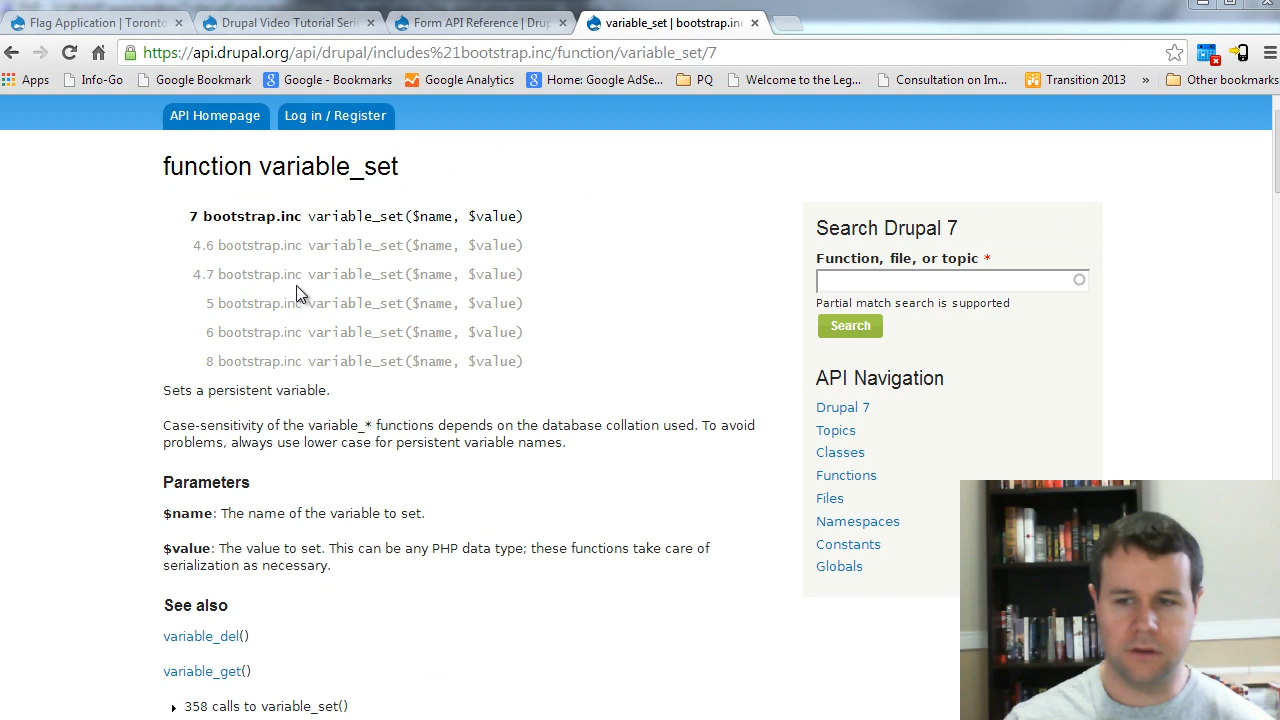 Flag Application | Toronto
Drupal Video Tutorial Serie
Form API Reference | Drup
variable_set | bootstrap.inc
https://api.drupal.org/api/drupal/includes%21bootstrap.inc/function/variable_set/7
Apps
Info-Go
Google Bookmark
Google - Bookmarks
Google Analytics
Home: Google AdSe...
PQ
Welcome to the Leg...
Consultation on Im...
Transition 2013
»
Other bookmarks
API Homepage
Log in / Register
function variable_set
7 bootstrap.inc variable_set($name, $value)
4.6 bootstrap.inc variable_set($name, $value)
4.7 bootstrap.inc variable_set($name, $value)
5 bootstrap.inc variable_set($name, $value)
6 bootstrap.inc variable_set($name, $value)
8 bootstrap.inc variable_set($name, $value)
Sets a persistent variable.
Case-sensitivity of the variable_* functions depends on the database collation used. To avoid
problems, always use lower case for persistent variable names.
Parameters
$name: The name of the variable to set.
$value: The value to set. This can be any PHP data type; these functions take care of
serialization as necessary.
See also
variable_del()
variable_get()
358 calls to variable_set()
Search Drupal 7
Function, file, or topic *
Partial match search is supported
Search
API Navigation
Drupal 7
Topics
Classes
Functions
Files
Namespaces
Constants
Globals